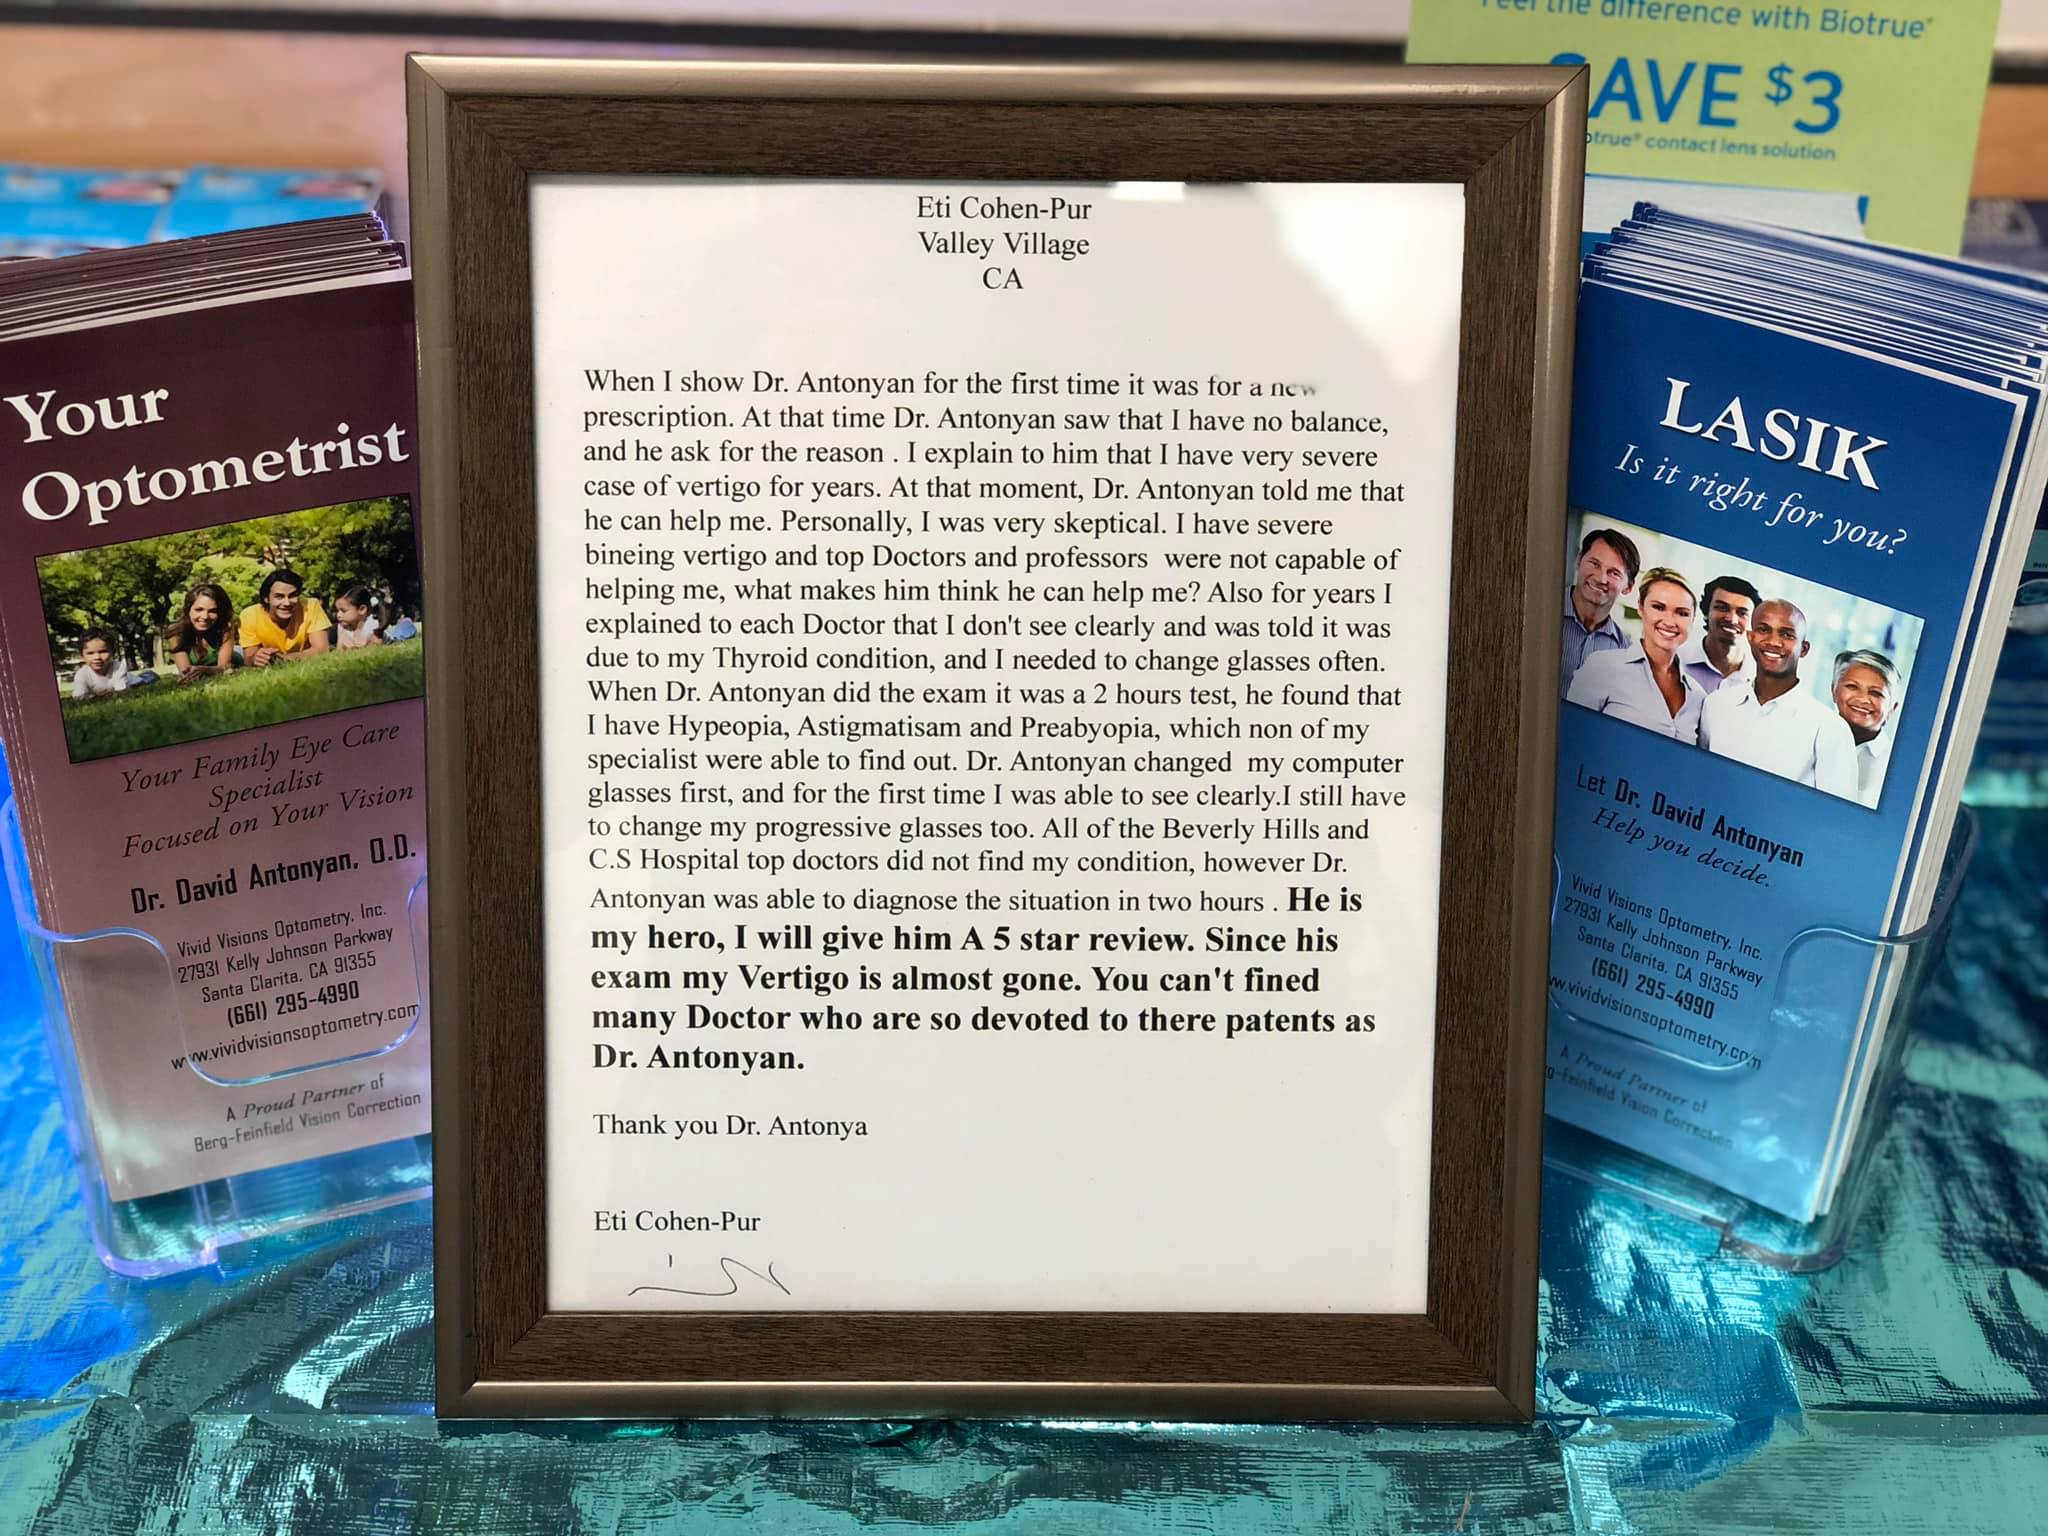 Feel the difference with Biotrue®
SAVE $3
contact lens solution
Your
Optometrist
Your Family Eye Care
Specialist
Focused on Your Vision
Dr. David Antonyan, O.D.
Vivid Visions Optometry, Inc.
27931 Kelly Johnson Parkway
Santa Clarita, CA 91355
(661) 295-4990
www.vividvisionsoptometry.com
A Proud Partner of
Berg-Feinfield Vision Correction
Eti Cohen-Pur
Valley Village
CA
When I show Dr. Antonyan for the first time it was for a new
prescription. At that time Dr. Antonyan saw that I have no balance,
and he ask for the reason . I explain to him that I have very severe
case of vertigo for years. At that moment, Dr. Antonyan told me that
he can help me. Personally, I was very skeptical. I have severe
bineing vertigo and top Doctors and professors were not capable of
helping me, what makes him think he can help me? Also for years I
explained to each Doctor that I don't see clearly and was told it was
due to my Thyroid condition, and I needed to change glasses often.
When Dr. Antonyan did the exam it was a 2 hours test, he found that
I have Hypeopia, Astigmatisam and Preabyopia, which non of my
specialist were able to find out. Dr. Antonyan changed my computer
glasses first, and for the first time I was able to see clearly.I still have
to change my progressive glasses too. All of the Beverly Hills and
C.S Hospital top doctors did not find my condition, however Dr.
Antonyan was able to diagnose the situation in two hours . He is
my hero, I will give him A 5 star review. Since his
exam my Vertigo is almost gone. You can't fined
many Doctor who are so devoted to there patents as
Dr. Antonyan.
Thank you Dr. Antonya
Eti Cohen-Pur
LASIK
Is it right for you?
Let Dr. David Antonyan
Help you decide.
Vivid Visions Optometry, Inc.
27931 Kelly Johnson Parkway
Santa Clarita, CA 91355
(661) 295-4990
www.vividvisionsoptometry.com
A Proud Partner of
Berg-Feinfield Vision Correction